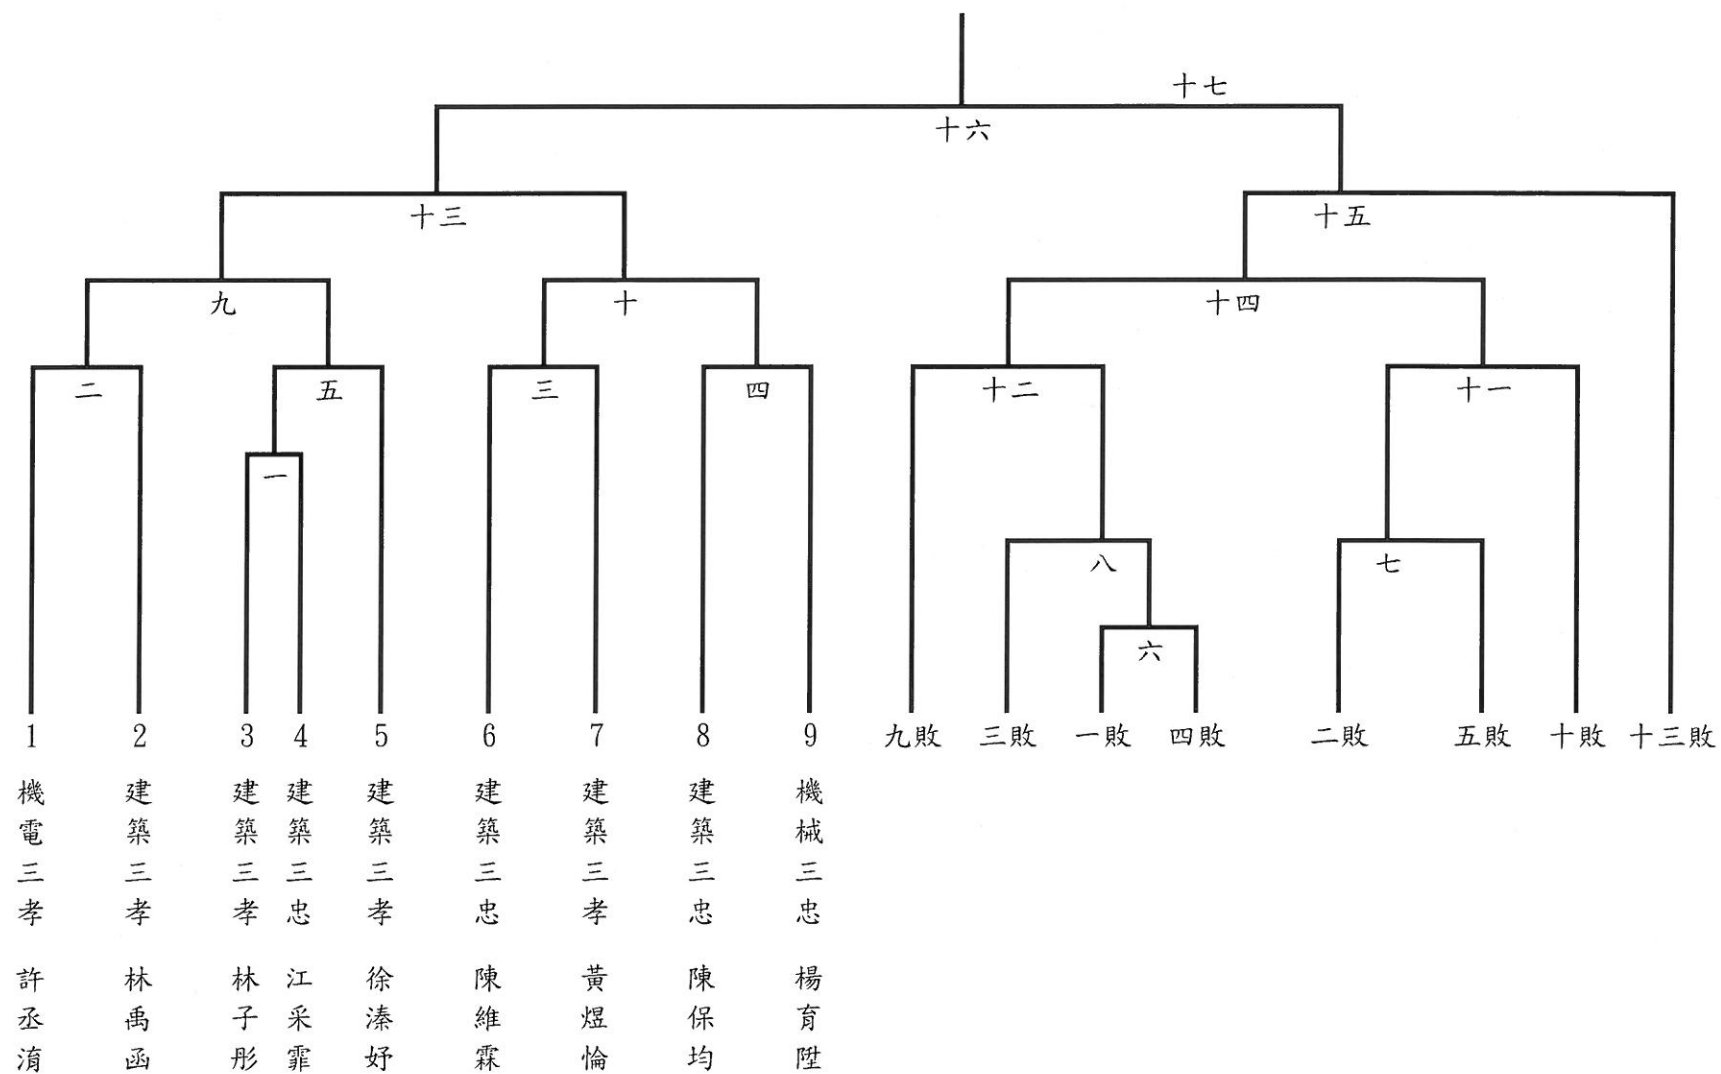 十七
十六
十三
十五
九
十
十四
二
五
三
四
十二
十一
一
八
七
六
1
2
3
4
5
6
7
8
9
九敗
三敗
一敗
四敗
二敗
五敗
十敗
十三敗
機電三孝 許丞淯
建築三孝 林禹函
建築三孝 林子彤
建築三忠 江采霏
建築三孝 徐溱妤
建築三忠 陳維霖
建築三孝 黃煜惀
建築三忠 陳保均
機械三忠 楊育陞